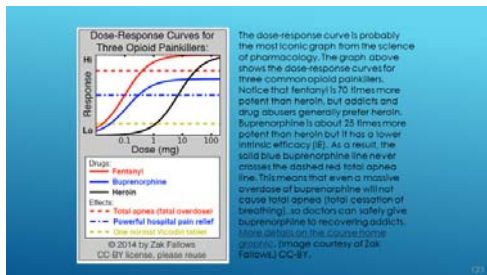 Dose-Response Curves for
Three Opioid Painkillers:
Hi
Response
Lo
0.1 1 10 100
Dose (mg)
Drugs:
Fentanyl
Buprenorphine
Heroin
Effects:
Total apnea (fatal overdose)
Powerful hospital pain relief
One normal Vicodin tablet
© 2014 by Zak Fallows
CC-BY license, please reuse
The dose-response curve is probably
the most iconic graph from the science
of pharmacology. The graph above
shows the dose-response curves for
three common opioid painkillers.
Notice that fentanyl is 70 times more
potent than heroin, but addicts and
drug abusers generally prefer heroin.
Buprenorphine is about 25 times more
potent than heroin but it has a lower
intrinsic efficacy (IE). As a result, the
solid blue buprenorphine line never
crosses the dashed red total apnea
line. This means that even a massive
overdose of buprenorphine will not
cause total apnea (total cessation of
breathing), so doctors can safely give
buprenorphine to recovering addicts.
More details on the course home
graphic. (Image courtesy of Zak
Fallows.) CC-BY.